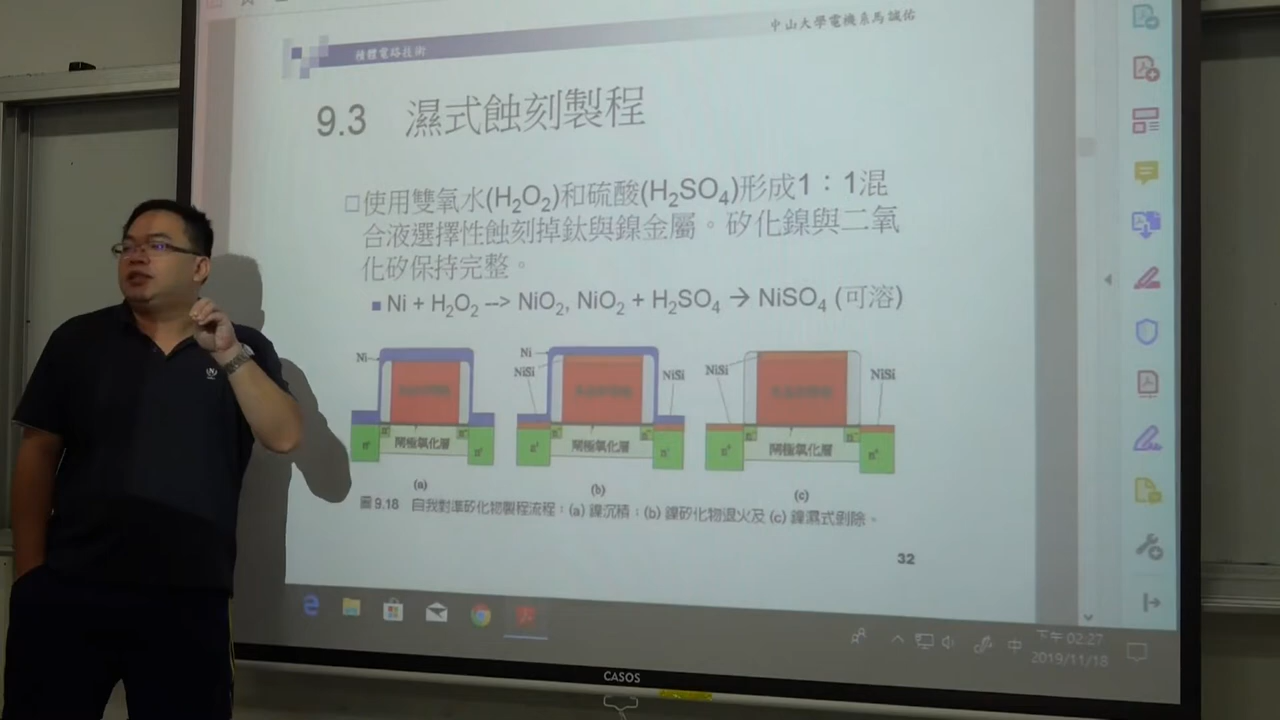 中山大學電機系馬誠佑
積體電路技術
9.3 濕式蝕刻製程
□使用雙氧水(H₂O₂)和硫酸(H₂SO₄)形成1：1混
合液選擇性蝕刻掉鈦與鎳金屬。矽化鎳與二氧
化矽保持完整。
■ Ni + H₂O₂ –> NiO₂, NiO₂ + H₂SO₄ → NiSO₄ (可溶)
Ni
Ni
NiSi
NiSi
NiSi
NiSi
閘極氧化層
閘極氧化層
閘極氧化層
(a)
(b)
(c)
圖 9.18 自我對準矽化物製程流程：(a) 鎳沉積；(b) 鎳矽化物退火及 (c) 鎳濕式剝除。
32
中
下午 02:27
2019/11/18
CASOS